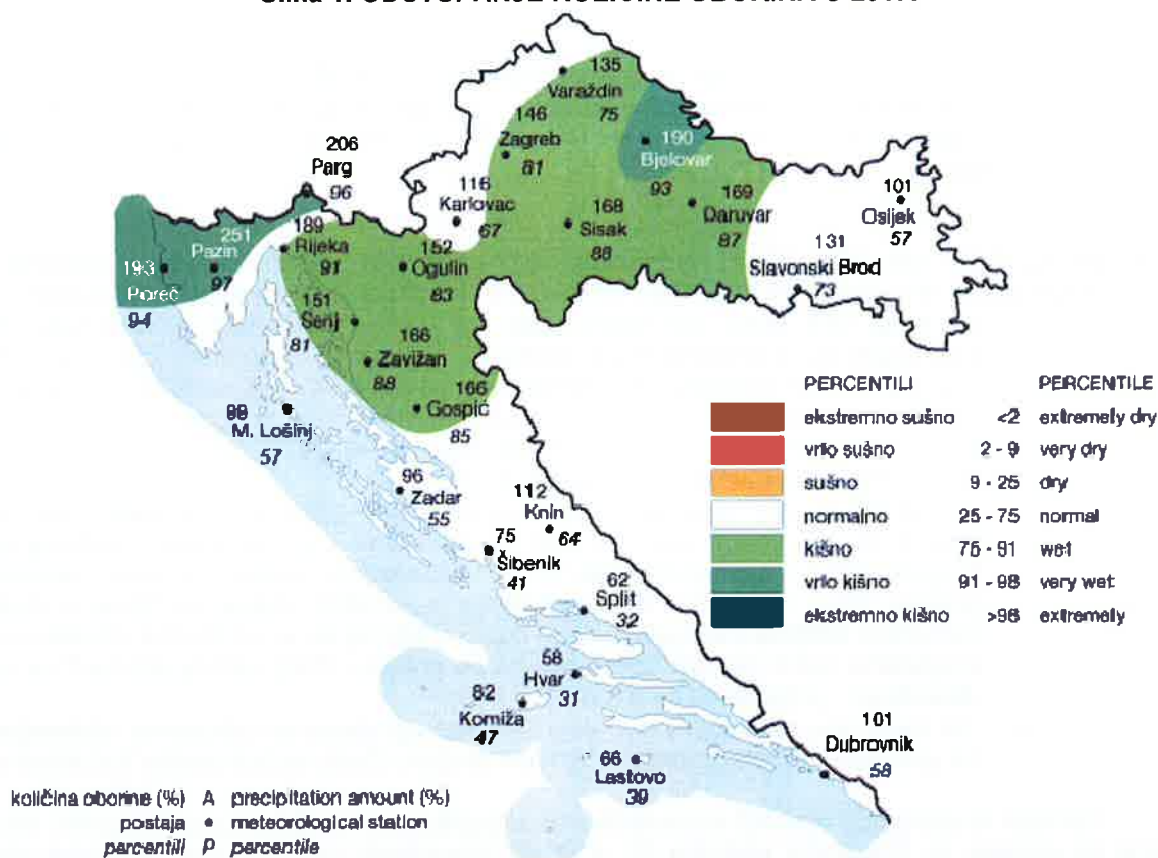 135
Varaždin
75
146
Zagreb
81
190
Bjelovar
93
206
Parg
96
116
Karlovac
67
168
Sisak
88
169
Daruvar
87
101
Osijek
57
131
Slavonski Brod
73
251
Pazin
97
189
Rijeka
91
152
Ogulin
83
193
Poreč
94
151
Senj
81
166
Zavižan
88
166
Gospić
85
M. Lošinj
57
96
Zadar
55
112
Knin
64
75
Šibenik
41
62
Split
32
58
Hvar
31
82
Komiža
47
66
Lastovo
39
101
Dubrovnik
58
PERCENTILI PERCENTILE
ekstremno sušno <2 extremely dry
vrlo sušno 2 - 9 very dry
sušno 9 - 25 dry
normalno 25 - 75 normal
kišno 75 - 91 wet
vrlo kišno 91 - 98 very wet
ekstremno kišno >98 extremely
količina oborine (%) A precipitation amount (%)
postaja • meteorological station
percentili P percentile